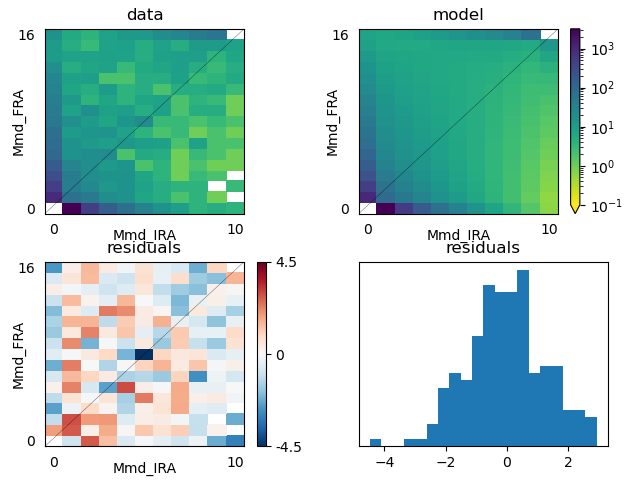 data
model
16
Mmd_FRA
0
0
Mmd_IRA
10
16
Mmd_FRA
0
0
Mmd_IRA
10
10³
10²
10¹
10⁰
10⁻¹
residuals
residuals
16
Mmd_FRA
0
0
Mmd_IRA
10
4.5
0
-4.5
−4
−2
0
2